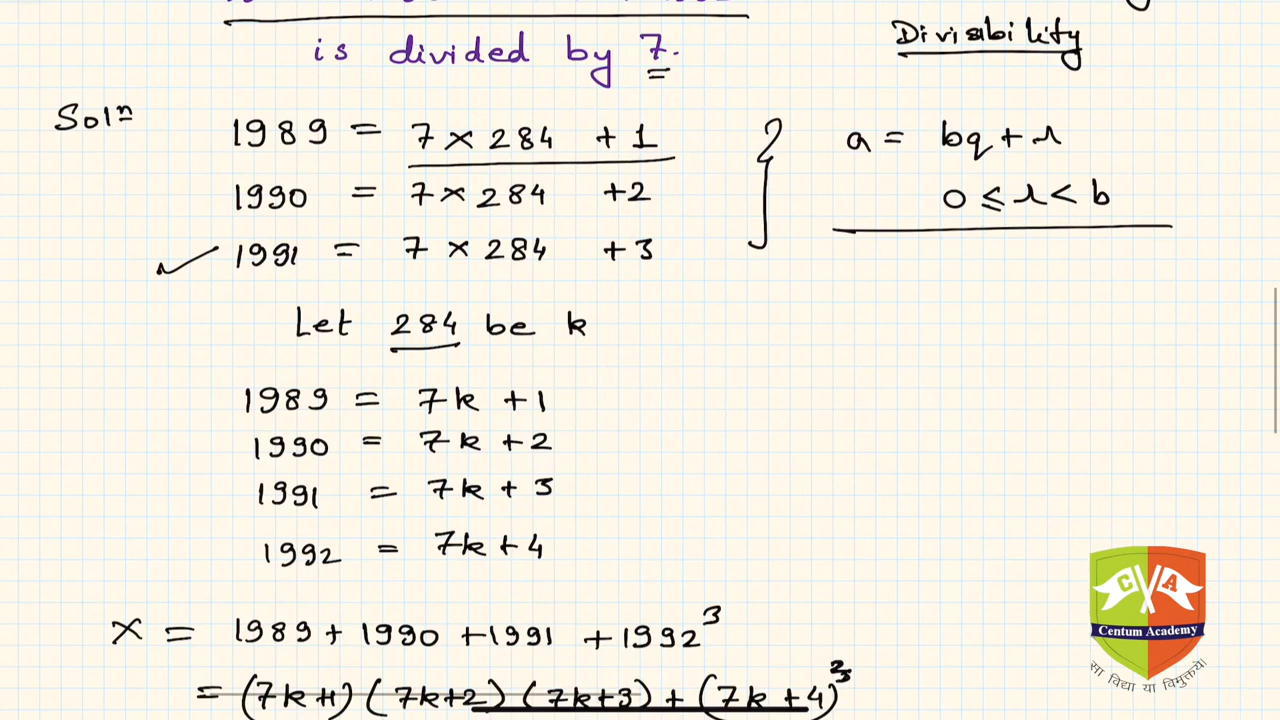 is divided by 7.
Divisability
Solⁿ
1989 = 7 × 284 + 1
1990 = 7 × 284 + 2
1991 = 7 × 284 + 3
a = bq + r
0 ≤ r < b
Let 284 be k
1989 = 7k + 1
1990 = 7k + 2
1991 = 7k + 3
1992 = 7k + 4
X = 1989 + 1990 + 1991 + 1992³
= (7k+1) (7k+2) (7k+3) + (7k+4)³
C A
Centum Academy
सा विद्या या विमुक्तये।